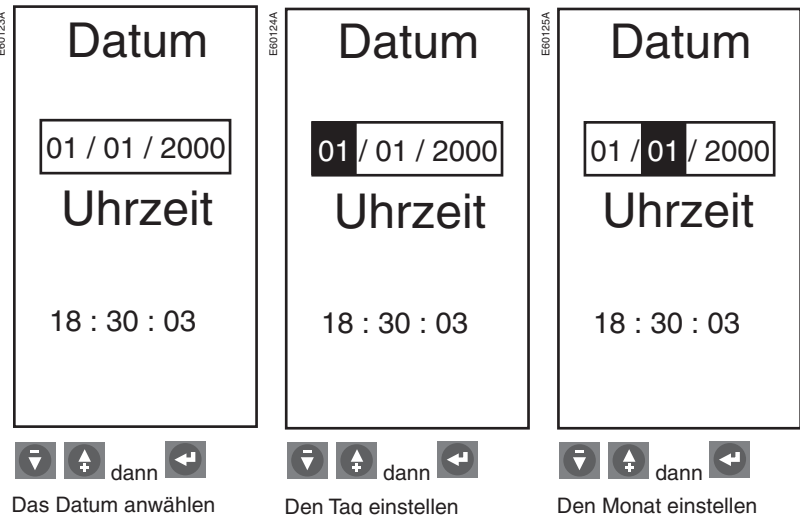 E60123A
Datum
01 / 01 / 2000
Uhrzeit
18 : 30 : 03
dann
Das Datum anwählen
E60124A
Datum
01 / 01 / 2000
Uhrzeit
18 : 30 : 03
dann
Den Tag einstellen
E60125A
Datum
01 / 01 / 2000
Uhrzeit
18 : 30 : 03
dann
Den Monat einstellen